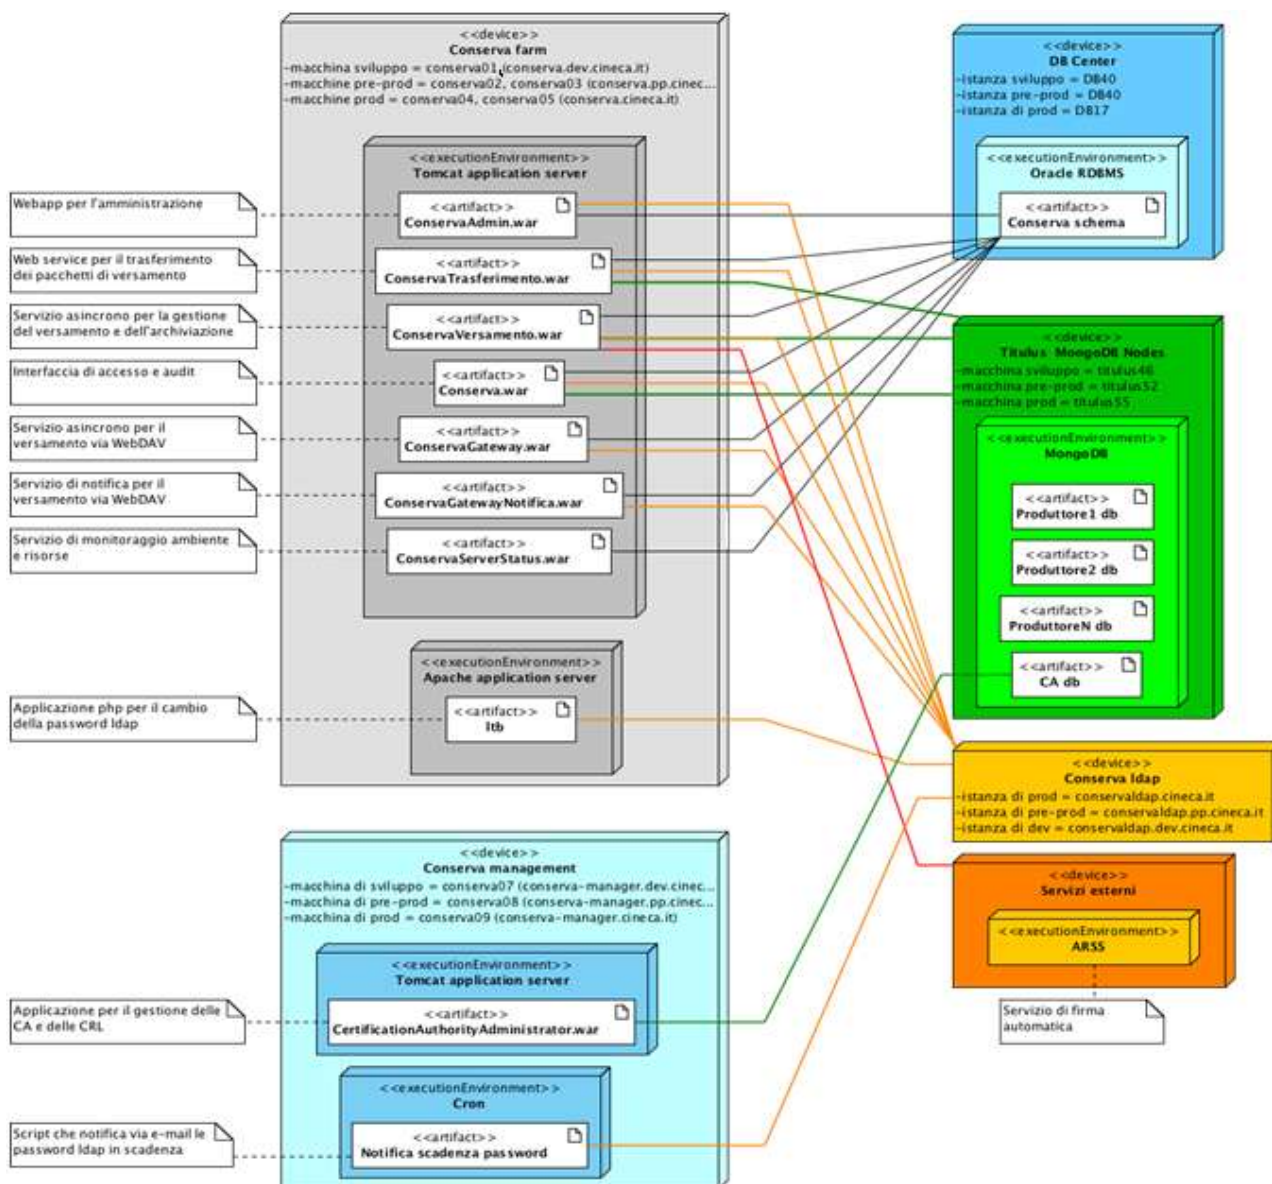 <<device>>
Conserva farm
-macchina sviluppo = conserva01 (conserva.dev.cineca.it)
-macchine pre-prod = conserva02, conserva03 (conserva.pp.cinec...
-macchine prod = conserva04, conserva05 (conserva.cineca.it)
<<executionEnvironment>>
Tomcat application server
<<artifact>>
ConservaAdmin.war
<<artifact>>
ConservaTrasferimento.war
<<artifact>>
ConservaVersamento.war
<<artifact>>
Conserva.war
<<artifact>>
ConservaGateway.war
<<artifact>>
ConservaGatewayNotifica.war
<<artifact>>
ConservaServerStatus.war
<<executionEnvironment>>
Apache application server
<<artifact>>
ltb
Webapp per l'amministrazione
Web service per il trasferimento
dei pacchetti di versamento
Servizio asincrono per la gestione
del versamento e dell'archiviazione
Interfaccia di accesso e audit
Servizio asincrono per il
versamento via WebDAV
Servizio di notifica per il
versamento via WebDAV
Servizio di monitoraggio ambiente
e risorse
Applicazione php per il cambio
della password ldap
<<device>>
DB Center
-istanza sviluppo = DB40
-istanza pre-prod = DB40
-istanza di prod = DB17
<<executionEnvironment>>
Oracle RDBMS
<<artifact>>
Conserva schema
<<device>>
Titulus MongoDB Nodes
-macchina sviluppo = titulus48
-macchina pre-prod = titulus52
-macchina prod = titulus55
<<executionEnvironment>>
MongoDB
<<artifact>>
Produttore1 db
<<artifact>>
Produttore2 db
<<artifact>>
ProduttoreN db
<<artifact>>
CA db
<<device>>
Conserva ldap
-istanza di prod = conservaldap.cineca.it
-istanza di pre-prod = conservaldap.pp.cineca.it
-istanza di dev = conservaldap.dev.cineca.it
<<device>>
Servizi esterni
<<executionEnvironment>>
ARSS
Servizio di firma
automatica
<<device>>
Conserva management
-macchina di sviluppo = conserva07 (conserva-manager.dev.cinec...
-macchina di pre-prod = conserva08 (conserva-manager.pp.cinec...
-macchina di prod = conserva09 (conserva-manager.cineca.it)
<<executionEnvironment>>
Tomcat application server
<<artifact>>
CertificationAuthorityAdministrator.war
<<executionEnvironment>>
Cron
<<artifact>>
Notifica scadenza password
Applicazione per il gestione delle
CA e delle CRL
Script che notifica via e-mail le
password ldap in scadenza